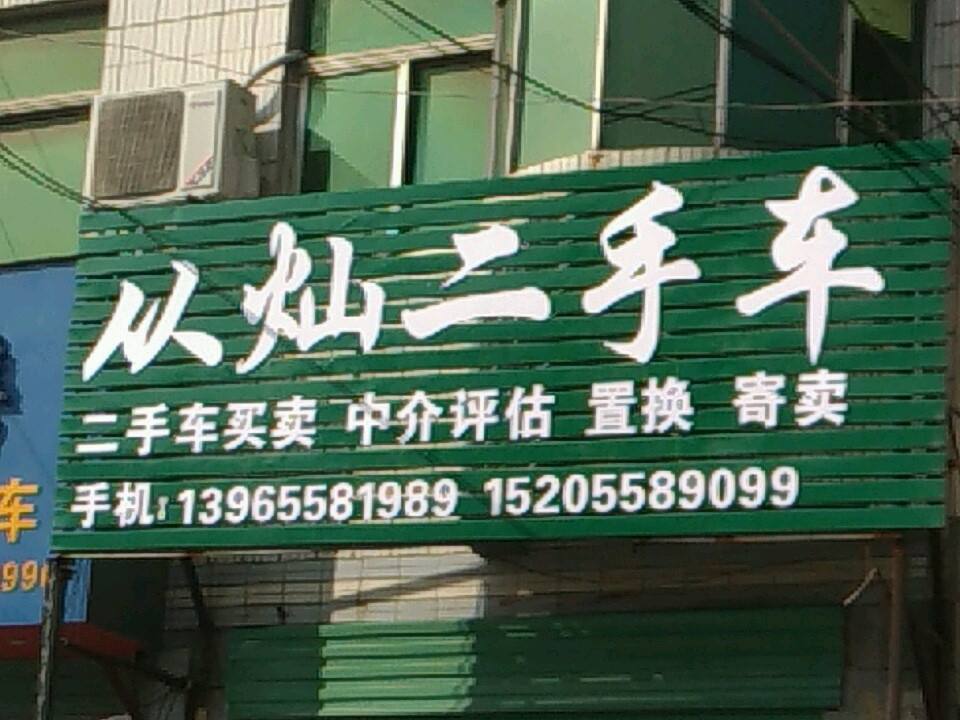 从灿二手车
二手车买卖 中介评估 置换 寄卖
手机:13965581989 15205589099
车